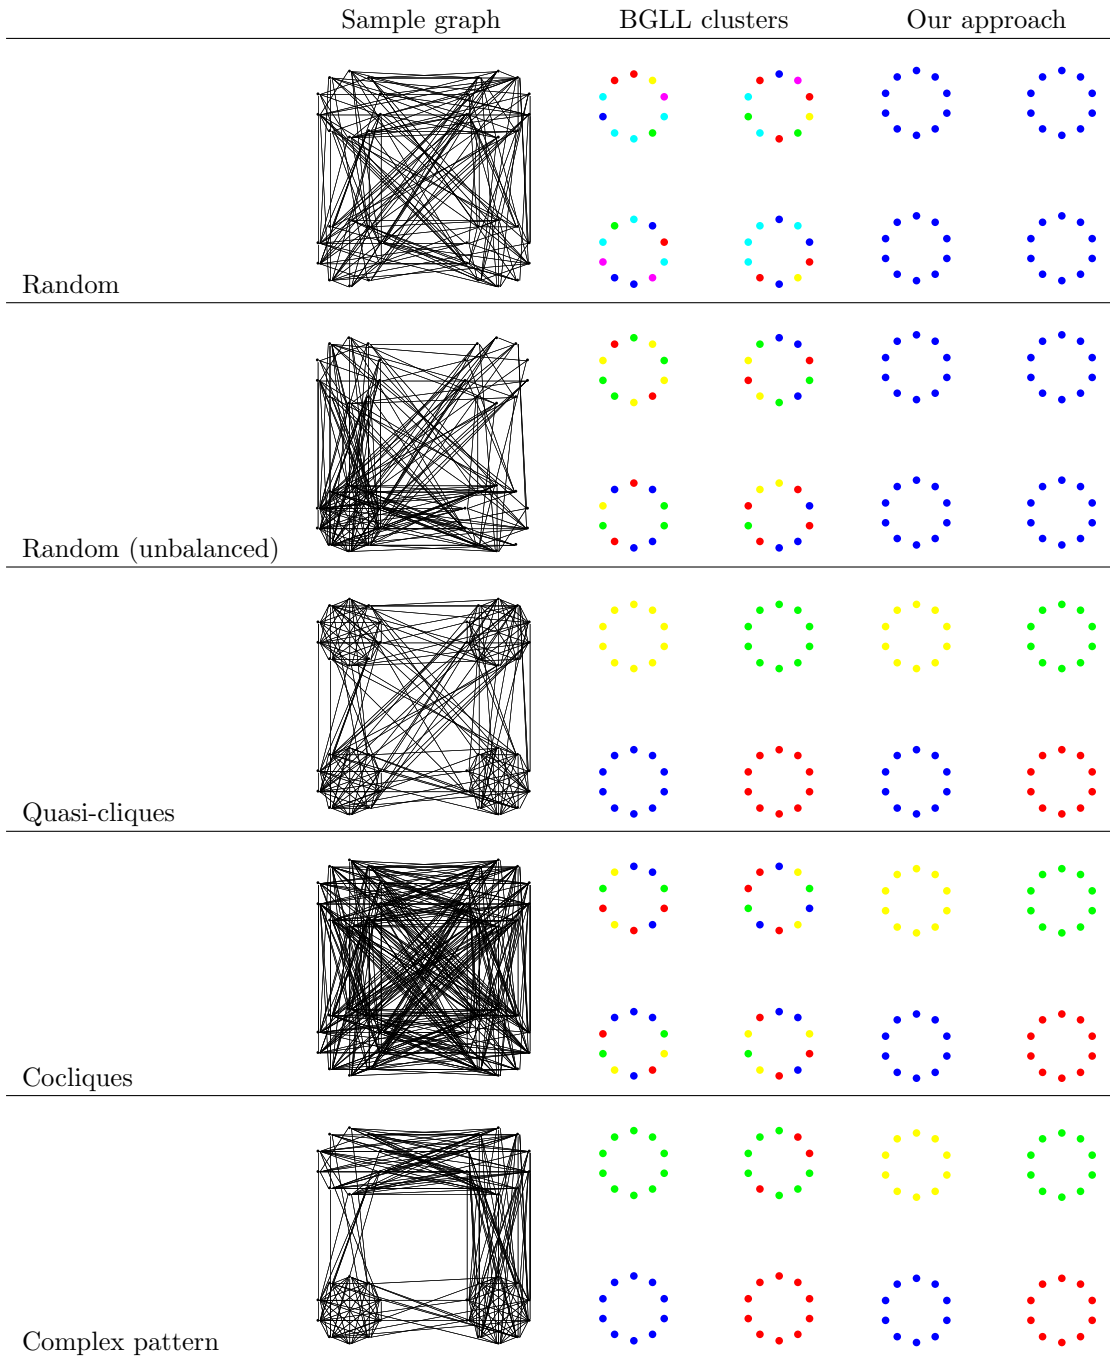 Sample graph BGLL clusters Our approach
Random
Random (unbalanced)
Quasi-cliques
Cocliques
Complex pattern